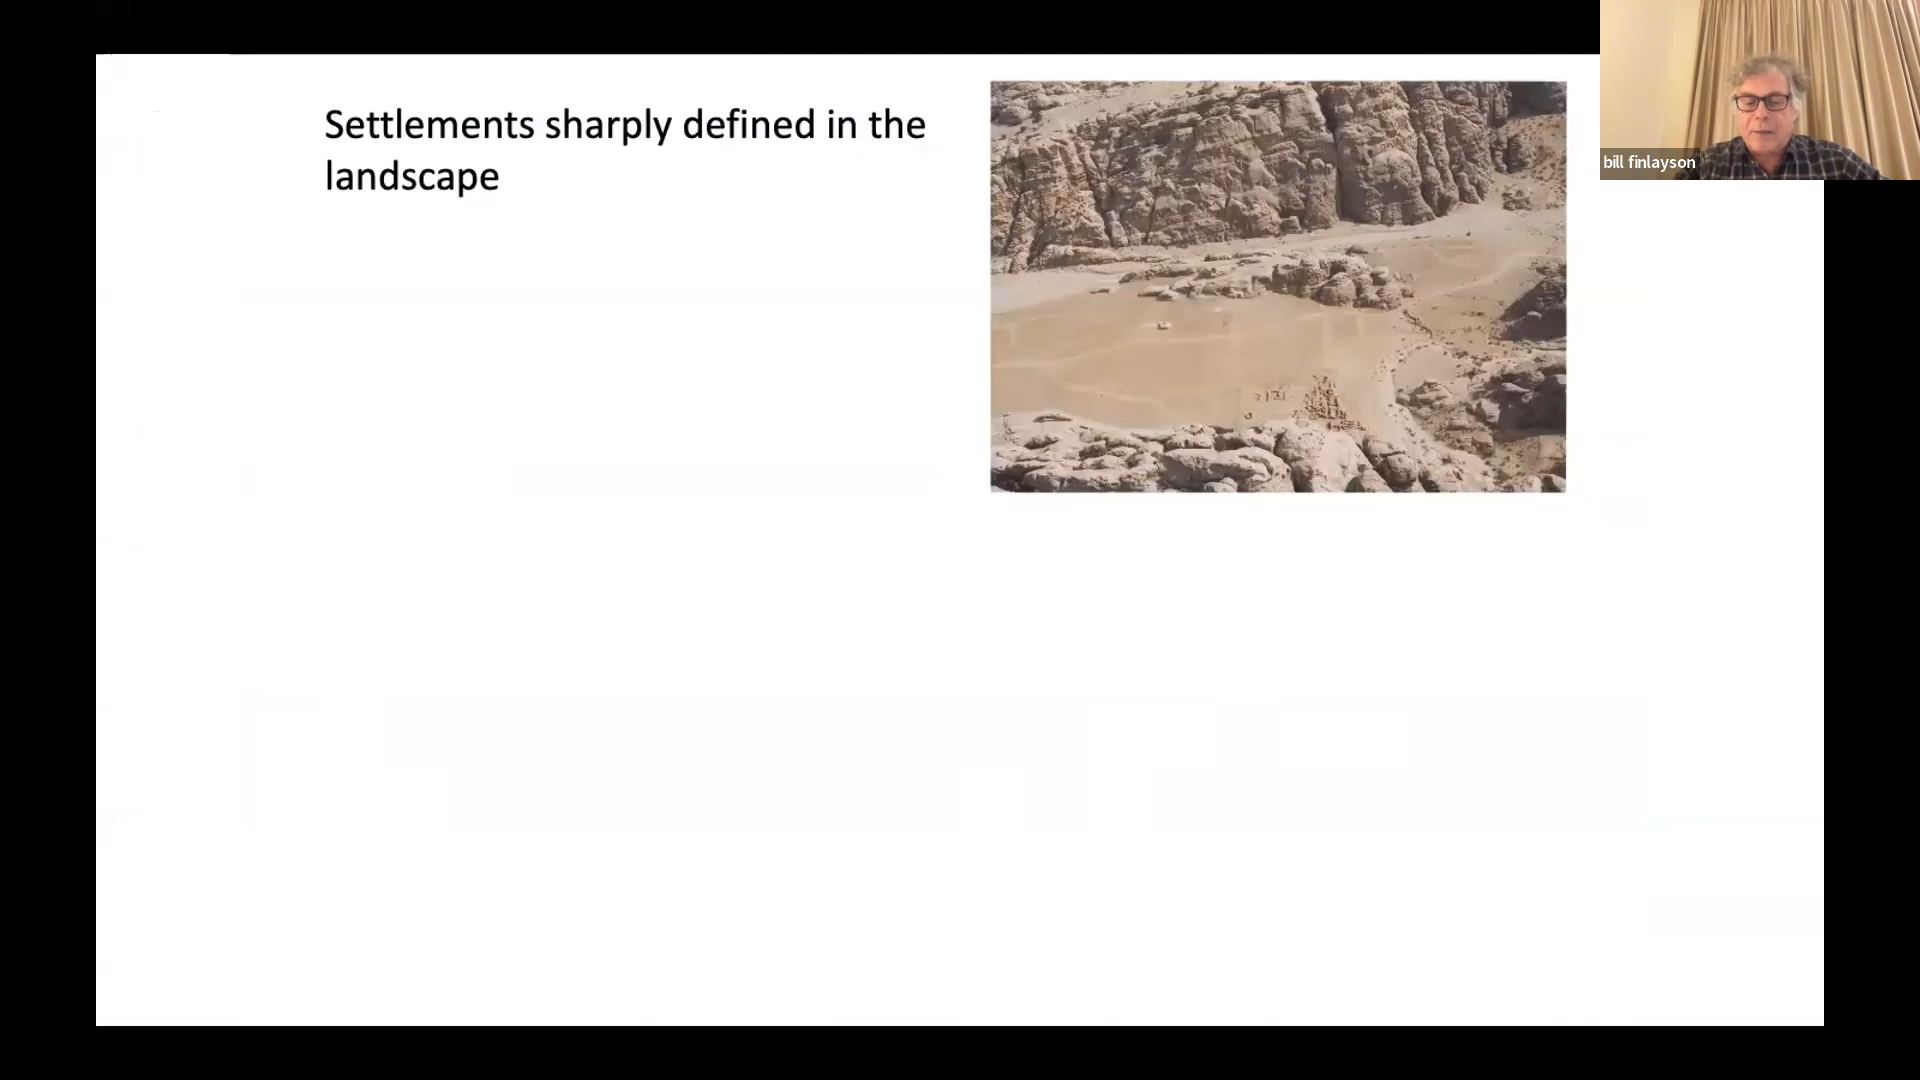 Settlements sharply defined in the
landscape
bill finlayson